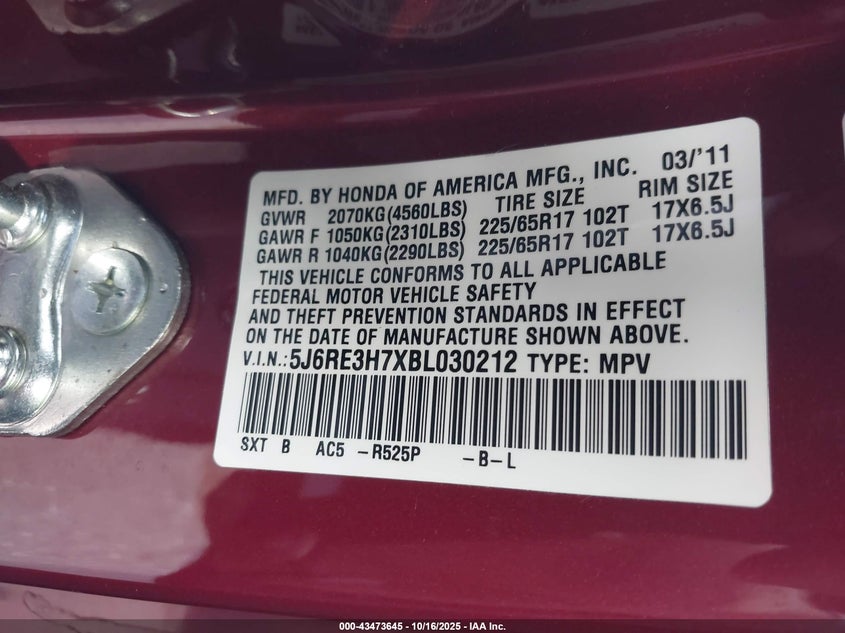 MFD. BY HONDA OF AMERICA MFG., INC. 03/'11
GVWR 2070KG(4560LBS) TIRE SIZE RIM SIZE
GAWR F 1050KG(2310LBS) 225/65R17 102T 17X6.5J
GAWR R 1040KG(2290LBS) 225/65R17 102T 17X6.5J
THIS VEHICLE CONFORMS TO ALL APPLICABLE
FEDERAL MOTOR VEHICLE SAFETY
AND THEFT PREVENTION STANDARDS IN EFFECT
ON THE DATE OF MANUFACTURE SHOWN ABOVE.
V.I.N.:5J6RE3H7XBL030212 TYPE: MPV
SXT B AC5 -R525P -B-L
000-43473645 - 10/16/2025 - IAA Inc.